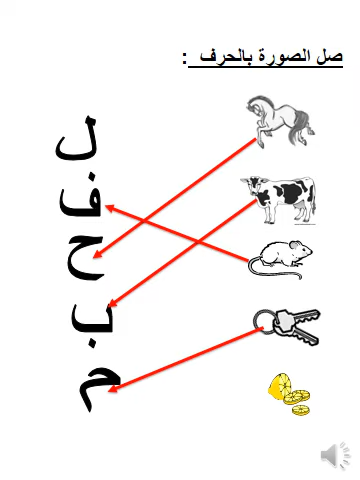 صل الصورة بالحرف :
ل
ف
ح
ب
م